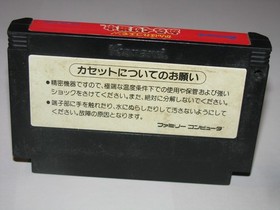 カセットについてのお願い
●精密機器ですので、極端な温度条件下での使用や保管および強い
ショックをさけてください。また、絶対に分解しないでください。
●端子部に手を触れたり、水にぬらしたりして汚さないようにして
ください。故障の原因となります。
ファミリー コンピュータ